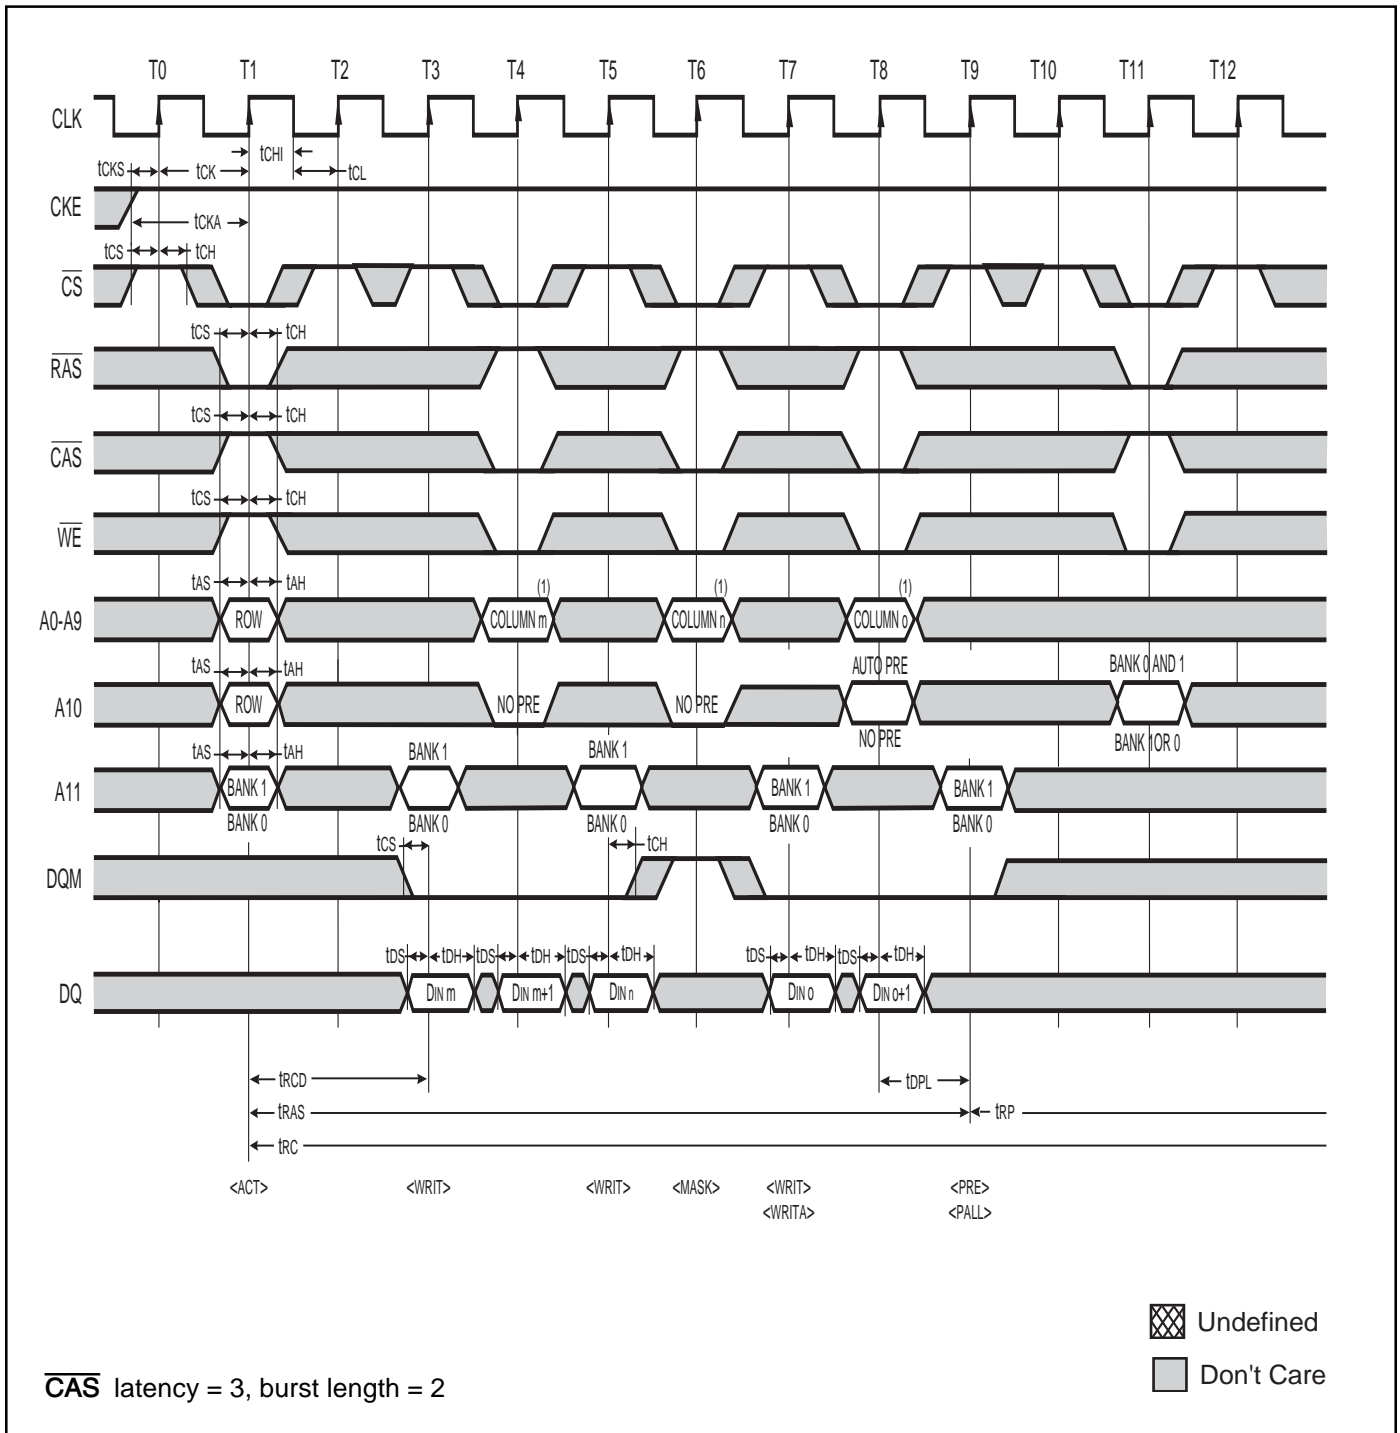 T0 T1 T2 T3 T4 T5 T6 T7 T8 T9 T10 T11 T12
CLK
tCHI
tCKS tCK tCL
CKE
tCKA
tCS tCH
CS
tCS tCH
RAS
tCS tCH
CAS
tCS tCH
WE
tAS tAH (1) (1) (1)
A0-A9 ROW COLUMN m COLUMN n COLUMN o
tAS tAH AUTO PRE BANK 0 AND 1
A10 ROW NO PRE NO PRE
NO PRE BANK 1 OR 0
tAS tAH BANK 1 BANK 1
A11 BANK 1 BANK 1 BANK 1
BANK 0 BANK 0 BANK 0 BANK 0 BANK 0
tCS tCH
DQM
tDS tDH tDS tDH tDS tDH tDS tDH tDS tDH
DQ DIN m DIN m+1 DIN n DIN o DIN o+1
tRCD tDPL
tRAS tRP
tRC
<ACT> <WRIT> <WRIT> <MASK> <WRIT> <PRE>
<WRITA> <PALL>
Undefined
Don't Care
CAS latency = 3, burst length = 2